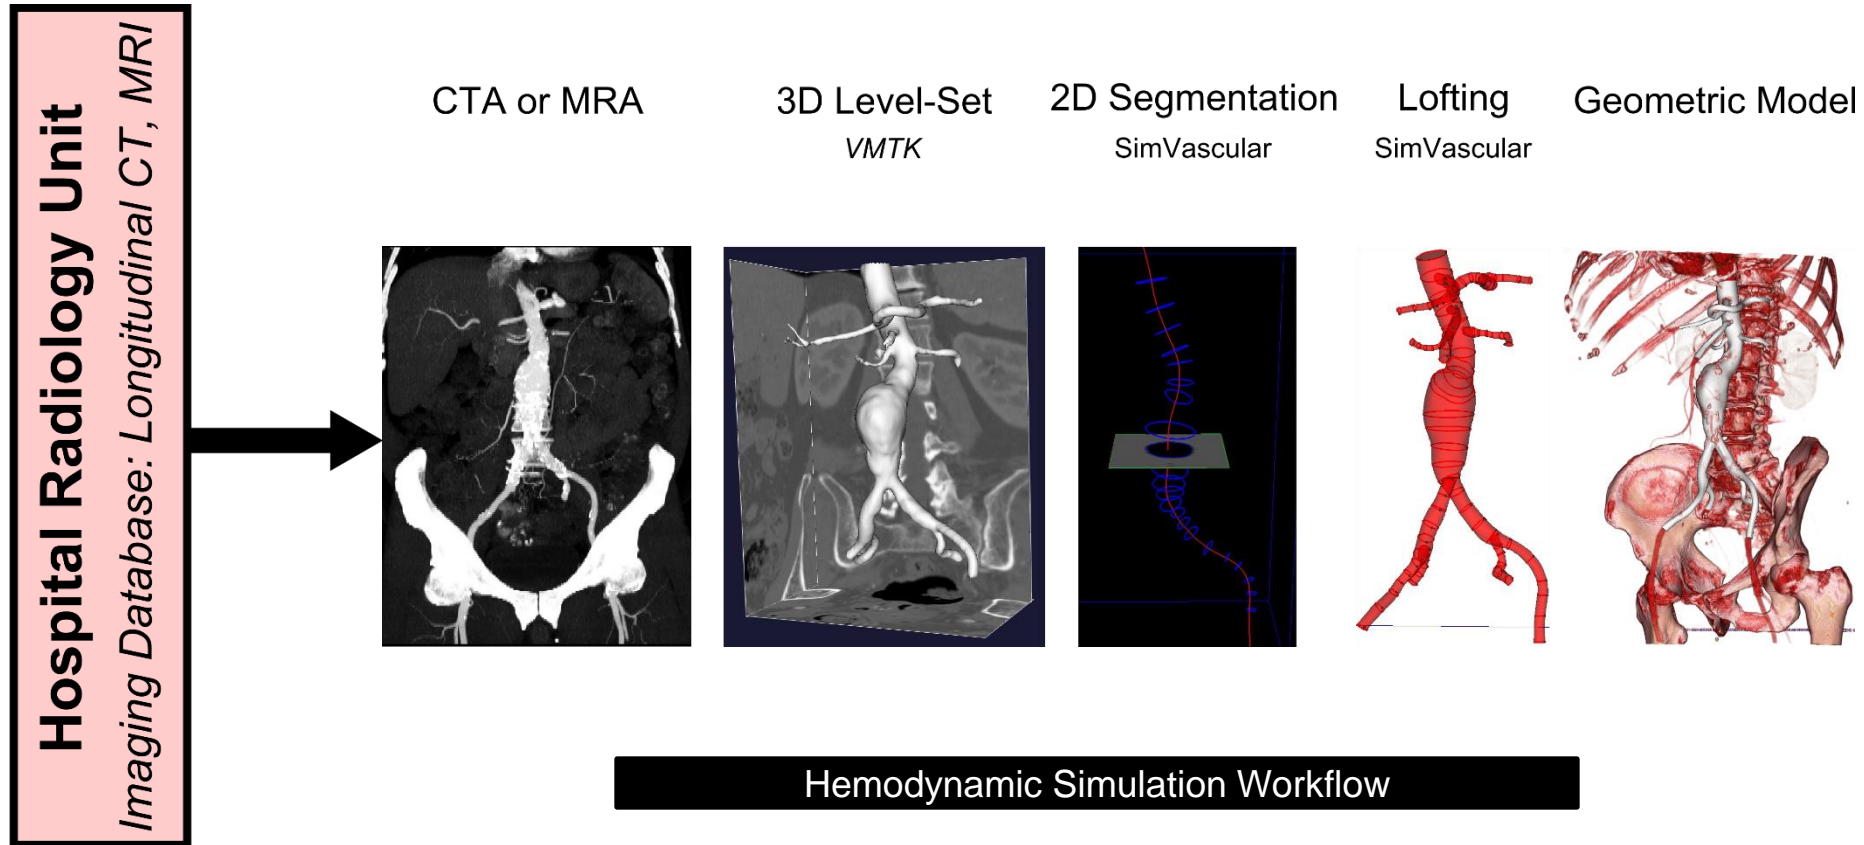 Hospital Radiology Unit
Imaging Database: Longitudinal CT, MRI
CTA or MRA
3D Level-Set
VMTK
2D Segmentation
SimVascular
Lofting
SimVascular
Geometric Model
Hemodynamic Simulation Workflow